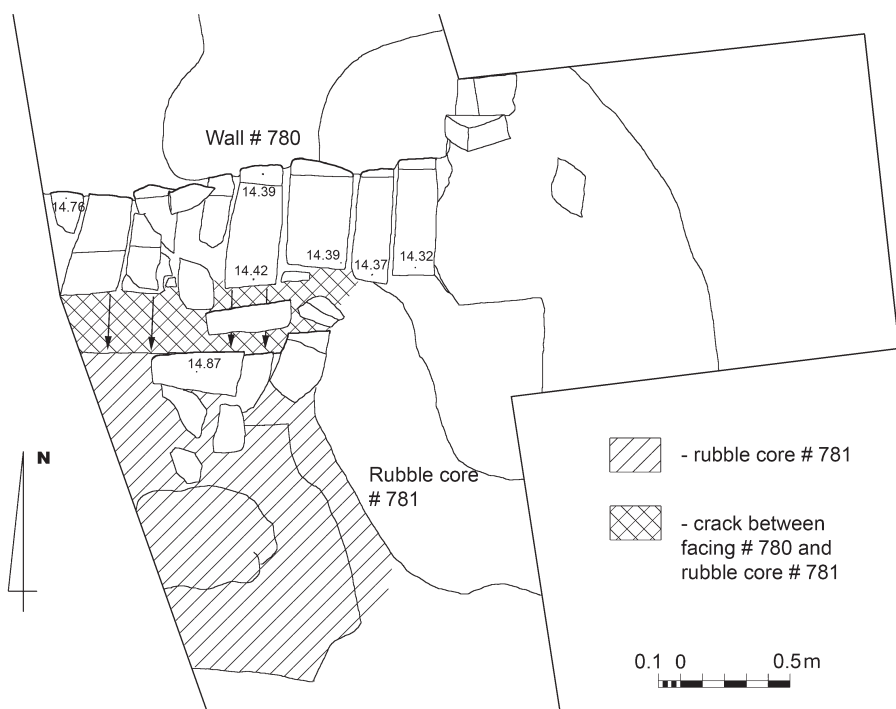 Wall # 780
14.76
14.39
14.42
14.39
14.37
14.32
14.87
N
Rubble core
# 781
- rubble core # 781
- crack between
facing # 780 and
rubble core # 781
0.1 0 0.5m